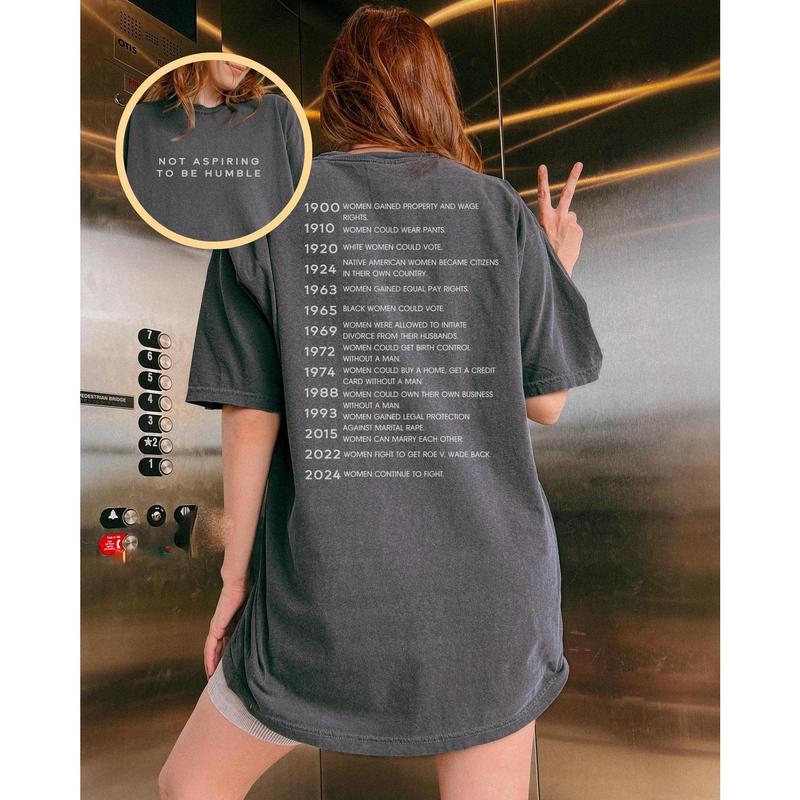 OTIS
NOT ASPIRING
TO BE HUMBLE
1900 WOMEN GAINED PROPERTY AND WAGE
RIGHTS.
1910 WOMEN COULD WEAR PANTS.
1920 WHITE WOMEN COULD VOTE.
1924 NATIVE AMERICAN WOMEN BECAME CITIZENS
IN THEIR OWN COUNTRY.
1963 WOMEN GAINED EQUAL PAY RIGHTS.
1965 BLACK WOMEN COULD VOTE.
1969 WOMEN WERE ALLOWED TO INITIATE
DIVORCE FROM THEIR HUSBANDS.
1972 WOMEN COULD GET BIRTH CONTROL
WITHOUT A MAN.
1974 WOMEN COULD BUY A HOME, GET A CREDIT
CARD WITHOUT A MAN.
1988 WOMEN COULD OWN THEIR OWN BUSINESS
WITHOUT A MAN.
1993 WOMEN GAINED LEGAL PROTECTION
AGAINST MARITAL RAPE.
2015 WOMEN CAN MARRY EACH OTHER.
2022 WOMEN FIGHT TO GET ROE V. WADE BACK.
2024 WOMEN CONTINUE TO FIGHT.
7
6
5
PEDESTRIAN BRIDGE
4
3
★2
1